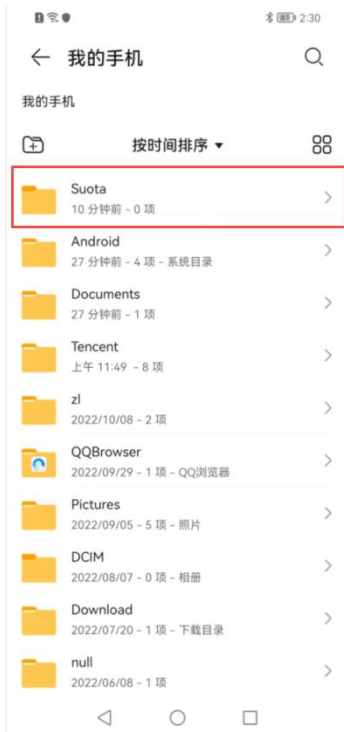 2:30
我的手机
我的手机
按时间排序 ▼
Suota
10 分钟前 - 0 项
Android
27 分钟前 - 4 项 - 系统目录
Documents
27 分钟前 - 1 项
Tencent
上午 11:49 - 8 项
zl
2022/10/08 - 2 项
QQBrowser
2022/09/29 - 1 项 - QQ浏览器
Pictures
2022/09/05 - 5 项 - 照片
DCIM
2022/08/07 - 0 项 - 相册
Download
2022/07/20 - 1 项 - 下载目录
null
2022/06/08 - 1 项